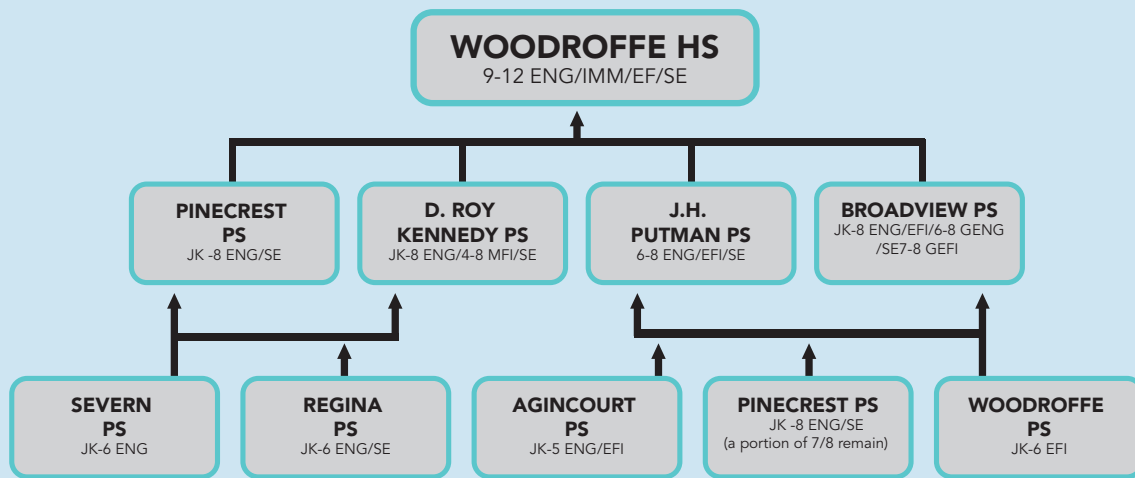 WOODROFFE HS
9-12 ENG/IMM/EF/SE
PINECREST
PS
JK -8 ENG/SE
D. ROY
KENNEDY PS
JK-8 ENG/4-8 MFI/SE
J.H.
PUTMAN PS
6-8 ENG/EFI/SE
BROADVIEW PS
JK-8 ENG/EFI/6-8 GENG
/SE7-8 GEFI
SEVERN
PS
JK-6 ENG
REGINA
PS
JK-6 ENG/SE
AGINCOURT
PS
JK-5 ENG/EFI
PINECREST PS
JK -8 ENG/SE
(a portion of 7/8 remain)
WOODROFFE
PS
JK-6 EFI